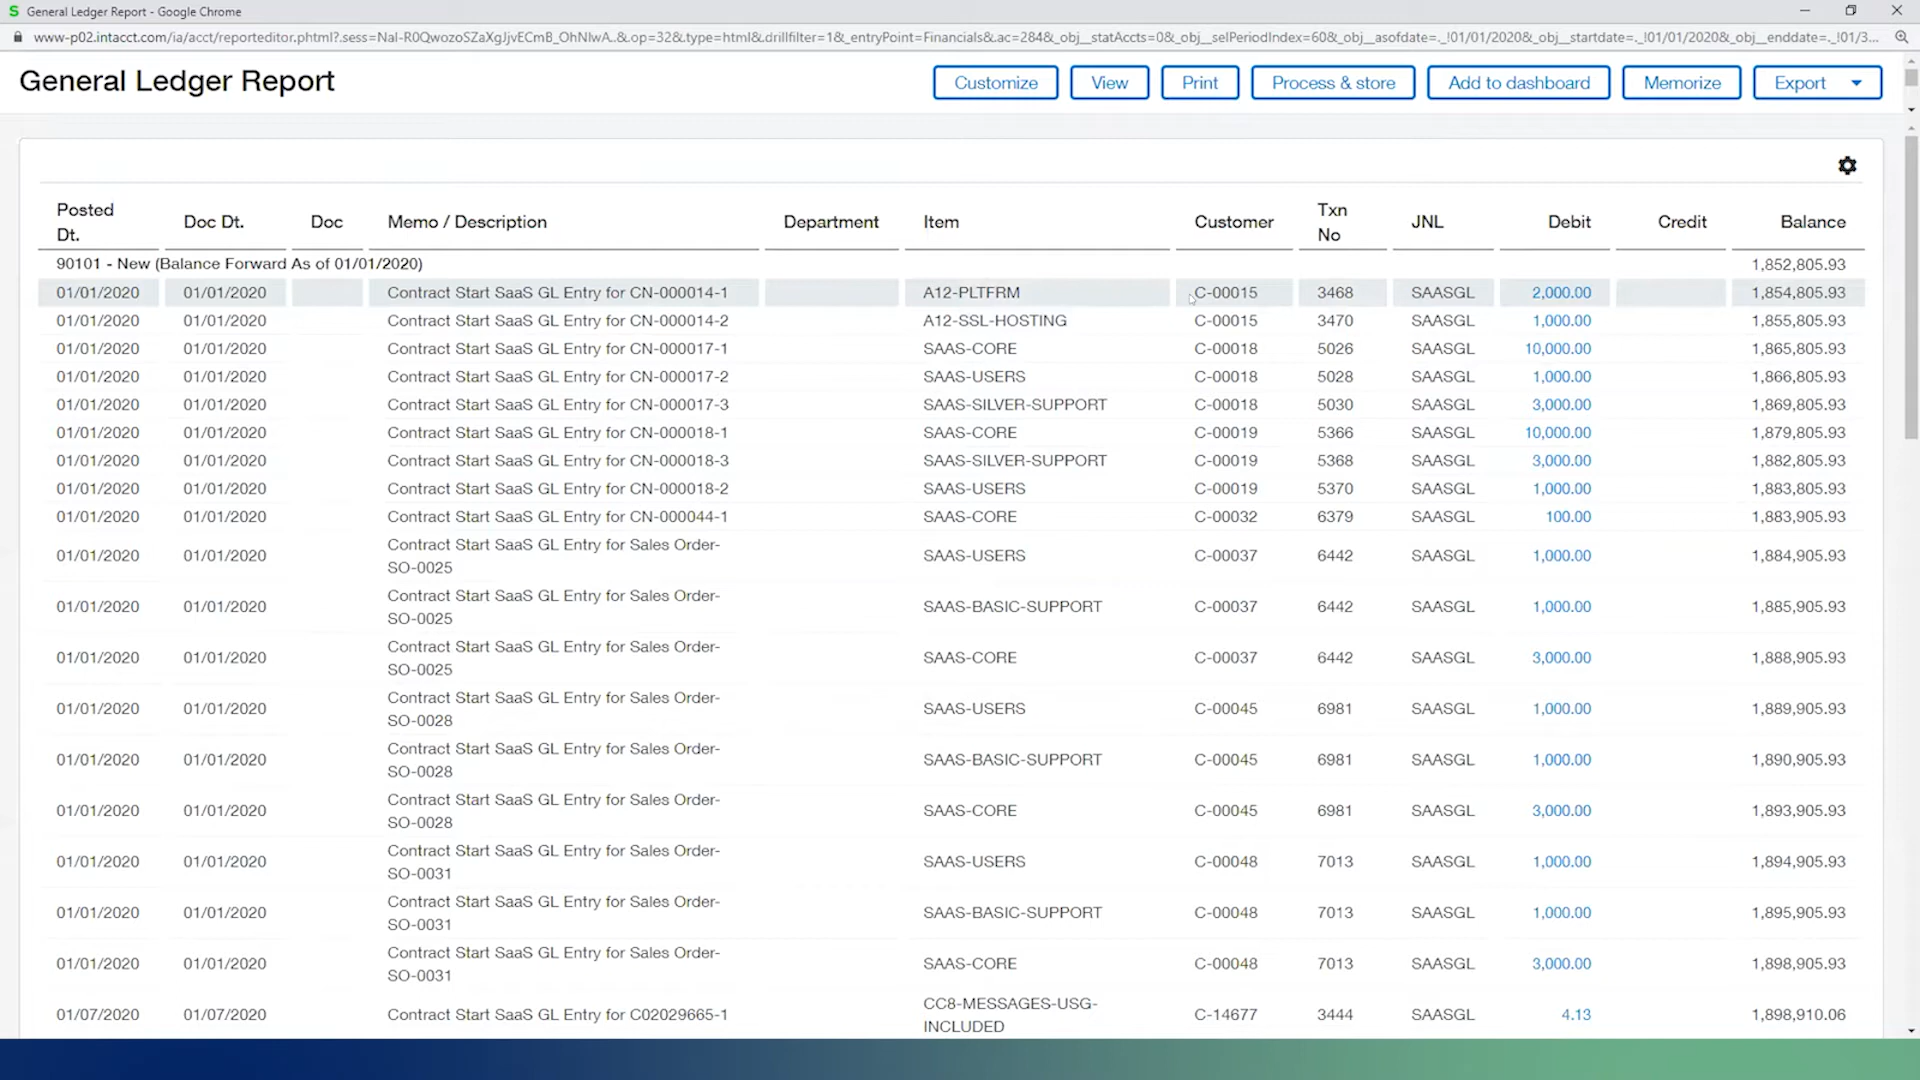 General Ledger Report - Google Chrome
www-p02.intacct.com/ia/acct/reporteditor.phtml?.sess=NaI-R0QwozoSZaXgJjvECmB_OhNIwA..&.op=32&.type=html&.drillfilter=1&_entryPoint=Financials&.ac=284&_obj__statAccts=0&_obj__selPeriodIndex=60&_obj__asofdate=._!01/01/2020&_obj__startdate=._!01/01/2020&_obj__enddate=._!01/3...
General Ledger Report
Customize View Print Process & store Add to dashboard Memorize Export
Posted Dt. Doc Dt. Doc Memo / Description Department Item Customer Txn No JNL Debit Credit Balance
90101 - New (Balance Forward As of 01/01/2020) 1,852,805.93
01/01/2020 01/01/2020 Contract Start SaaS GL Entry for CN-000014-1 A12-PLTFRM C-00015 3468 SAASGL 2,000.00 1,854,805.93
01/01/2020 01/01/2020 Contract Start SaaS GL Entry for CN-000014-2 A12-SSL-HOSTING C-00015 3470 SAASGL 1,000.00 1,855,805.93
01/01/2020 01/01/2020 Contract Start SaaS GL Entry for CN-000017-1 SAAS-CORE C-00018 5026 SAASGL 10,000.00 1,865,805.93
01/01/2020 01/01/2020 Contract Start SaaS GL Entry for CN-000017-2 SAAS-USERS C-00018 5028 SAASGL 1,000.00 1,866,805.93
01/01/2020 01/01/2020 Contract Start SaaS GL Entry for CN-000017-3 SAAS-SILVER-SUPPORT C-00018 5030 SAASGL 3,000.00 1,869,805.93
01/01/2020 01/01/2020 Contract Start SaaS GL Entry for CN-000018-1 SAAS-CORE C-00019 5366 SAASGL 10,000.00 1,879,805.93
01/01/2020 01/01/2020 Contract Start SaaS GL Entry for CN-000018-3 SAAS-SILVER-SUPPORT C-00019 5368 SAASGL 3,000.00 1,882,805.93
01/01/2020 01/01/2020 Contract Start SaaS GL Entry for CN-000018-2 SAAS-USERS C-00019 5370 SAASGL 1,000.00 1,883,805.93
01/01/2020 01/01/2020 Contract Start SaaS GL Entry for CN-000044-1 SAAS-CORE C-00032 6379 SAASGL 100.00 1,883,905.93
01/01/2020 01/01/2020 Contract Start SaaS GL Entry for Sales Order-SO-0025 SAAS-USERS C-00037 6442 SAASGL 1,000.00 1,884,905.93
01/01/2020 01/01/2020 Contract Start SaaS GL Entry for Sales Order-SO-0025 SAAS-BASIC-SUPPORT C-00037 6442 SAASGL 1,000.00 1,885,905.93
01/01/2020 01/01/2020 Contract Start SaaS GL Entry for Sales Order-SO-0025 SAAS-CORE C-00037 6442 SAASGL 3,000.00 1,888,905.93
01/01/2020 01/01/2020 Contract Start SaaS GL Entry for Sales Order-SO-0028 SAAS-USERS C-00045 6981 SAASGL 1,000.00 1,889,905.93
01/01/2020 01/01/2020 Contract Start SaaS GL Entry for Sales Order-SO-0028 SAAS-BASIC-SUPPORT C-00045 6981 SAASGL 1,000.00 1,890,905.93
01/01/2020 01/01/2020 Contract Start SaaS GL Entry for Sales Order-SO-0028 SAAS-CORE C-00045 6981 SAASGL 3,000.00 1,893,905.93
01/01/2020 01/01/2020 Contract Start SaaS GL Entry for Sales Order-SO-0031 SAAS-USERS C-00048 7013 SAASGL 1,000.00 1,894,905.93
01/01/2020 01/01/2020 Contract Start SaaS GL Entry for Sales Order-SO-0031 SAAS-BASIC-SUPPORT C-00048 7013 SAASGL 1,000.00 1,895,905.93
01/01/2020 01/01/2020 Contract Start SaaS GL Entry for Sales Order-SO-0031 SAAS-CORE C-00048 7013 SAASGL 3,000.00 1,898,905.93
01/07/2020 01/07/2020 Contract Start SaaS GL Entry for C02029665-1 CC8-MESSAGES-USG-INCLUDED C-14677 3444 SAASGL 4.13 1,898,910.06